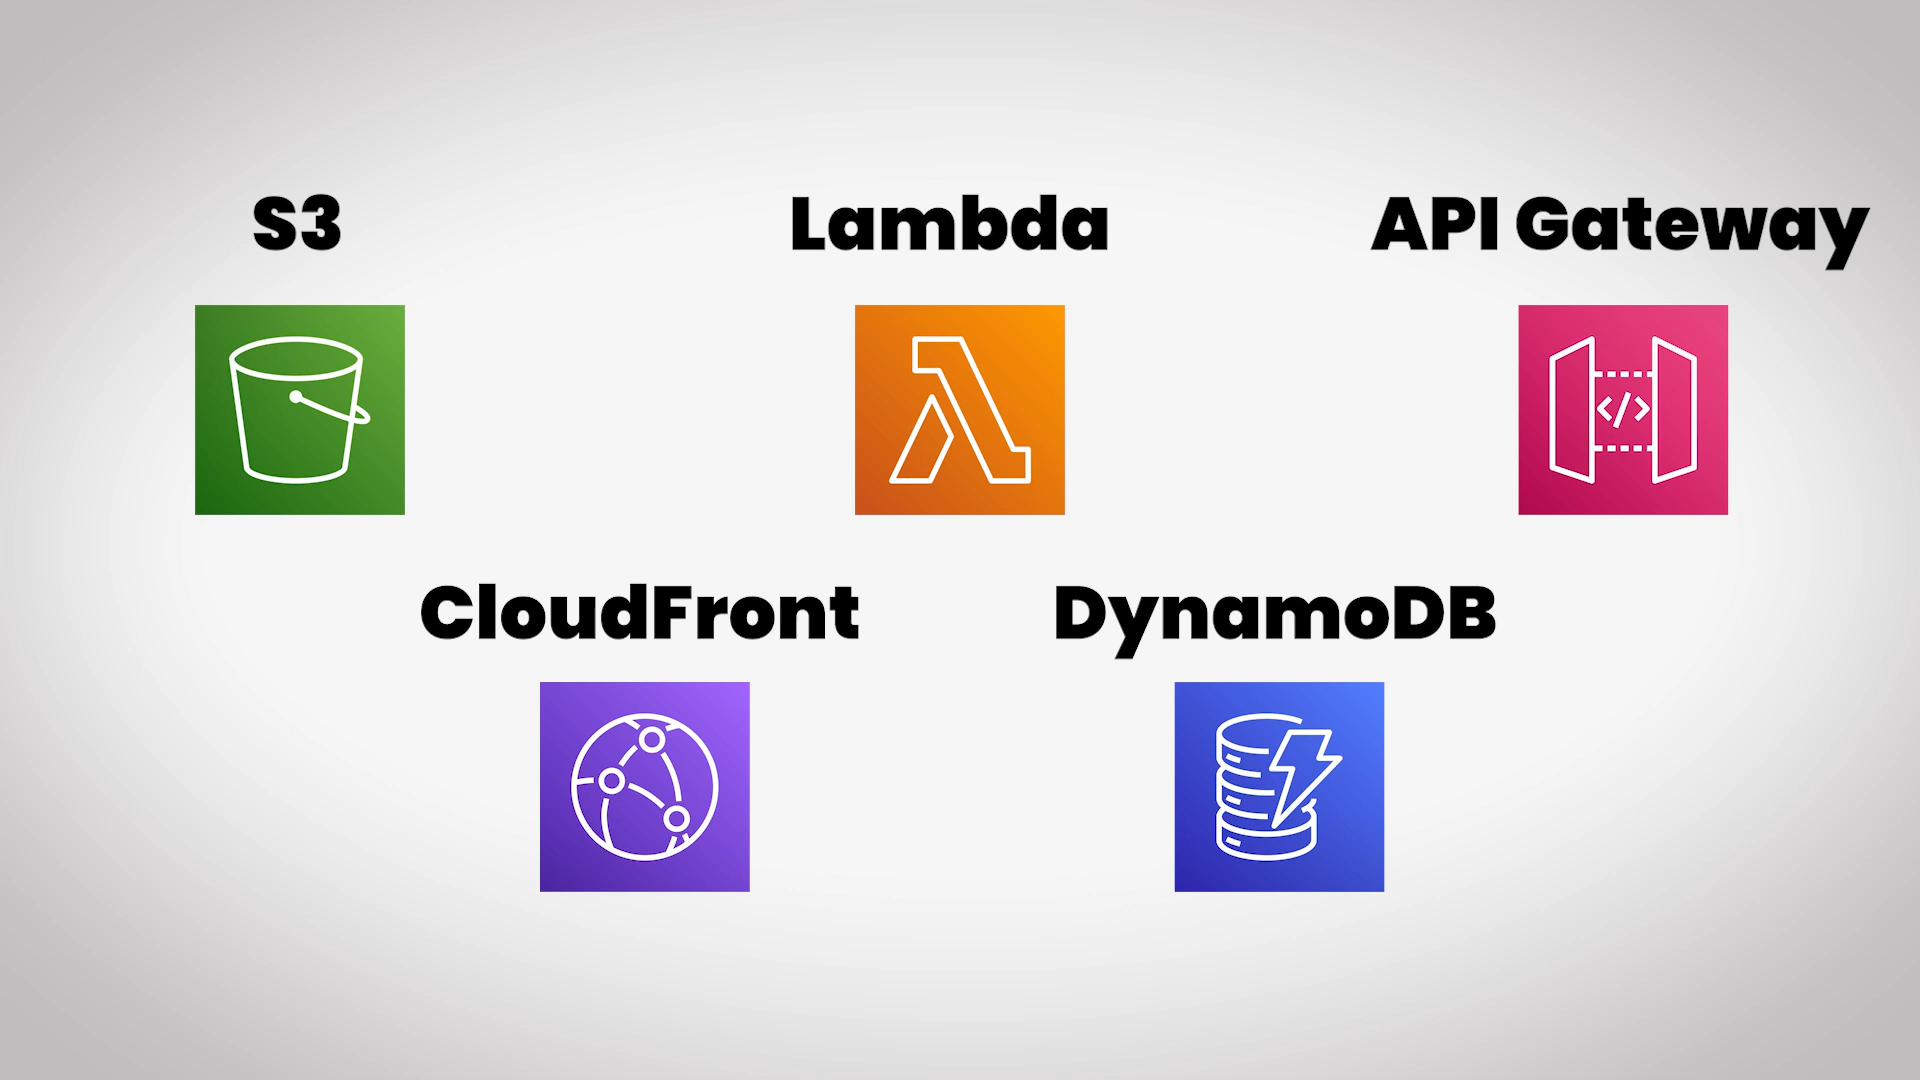 S3
Lambda
API Gateway
</>
CloudFront
DynamoDB